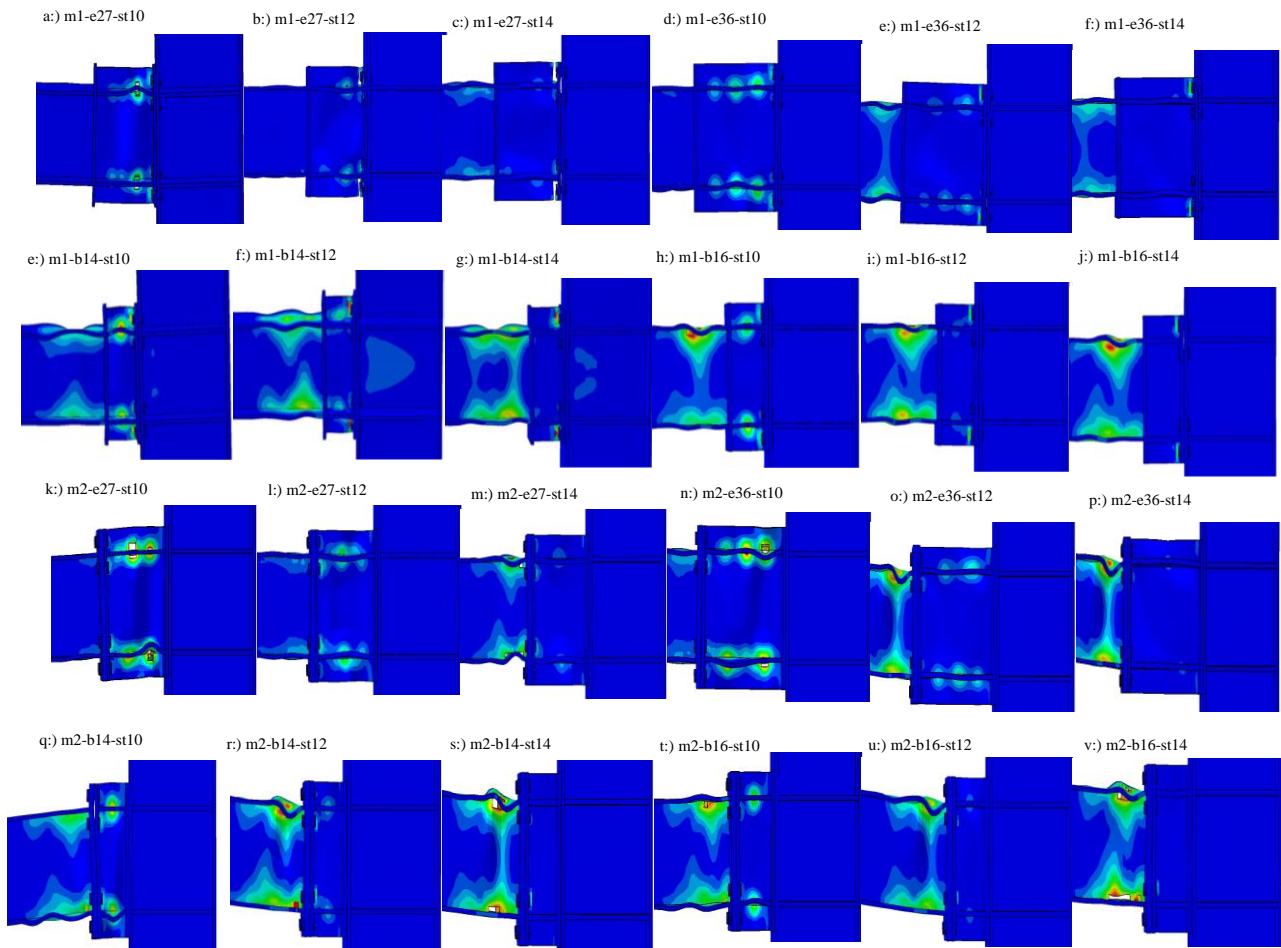 a:) m1-e27-st10
b:) m1-e27-st12
c:) m1-e27-st14
d:) m1-e36-st10
e:) m1-e36-st12
f:) m1-e36-st14
e:) m1-b14-st10
f:) m1-b14-st12
g:) m1-b14-st14
h:) m1-b16-st10
i:) m1-b16-st12
j:) m1-b16-st14
k:) m2-e27-st10
l:) m2-e27-st12
m:) m2-e27-st14
n:) m2-e36-st10
o:) m2-e36-st12
p:) m2-e36-st14
q:) m2-b14-st10
r:) m2-b14-st12
s:) m2-b14-st14
t:) m2-b16-st10
u:) m2-b16-st12
v:) m2-b16-st14